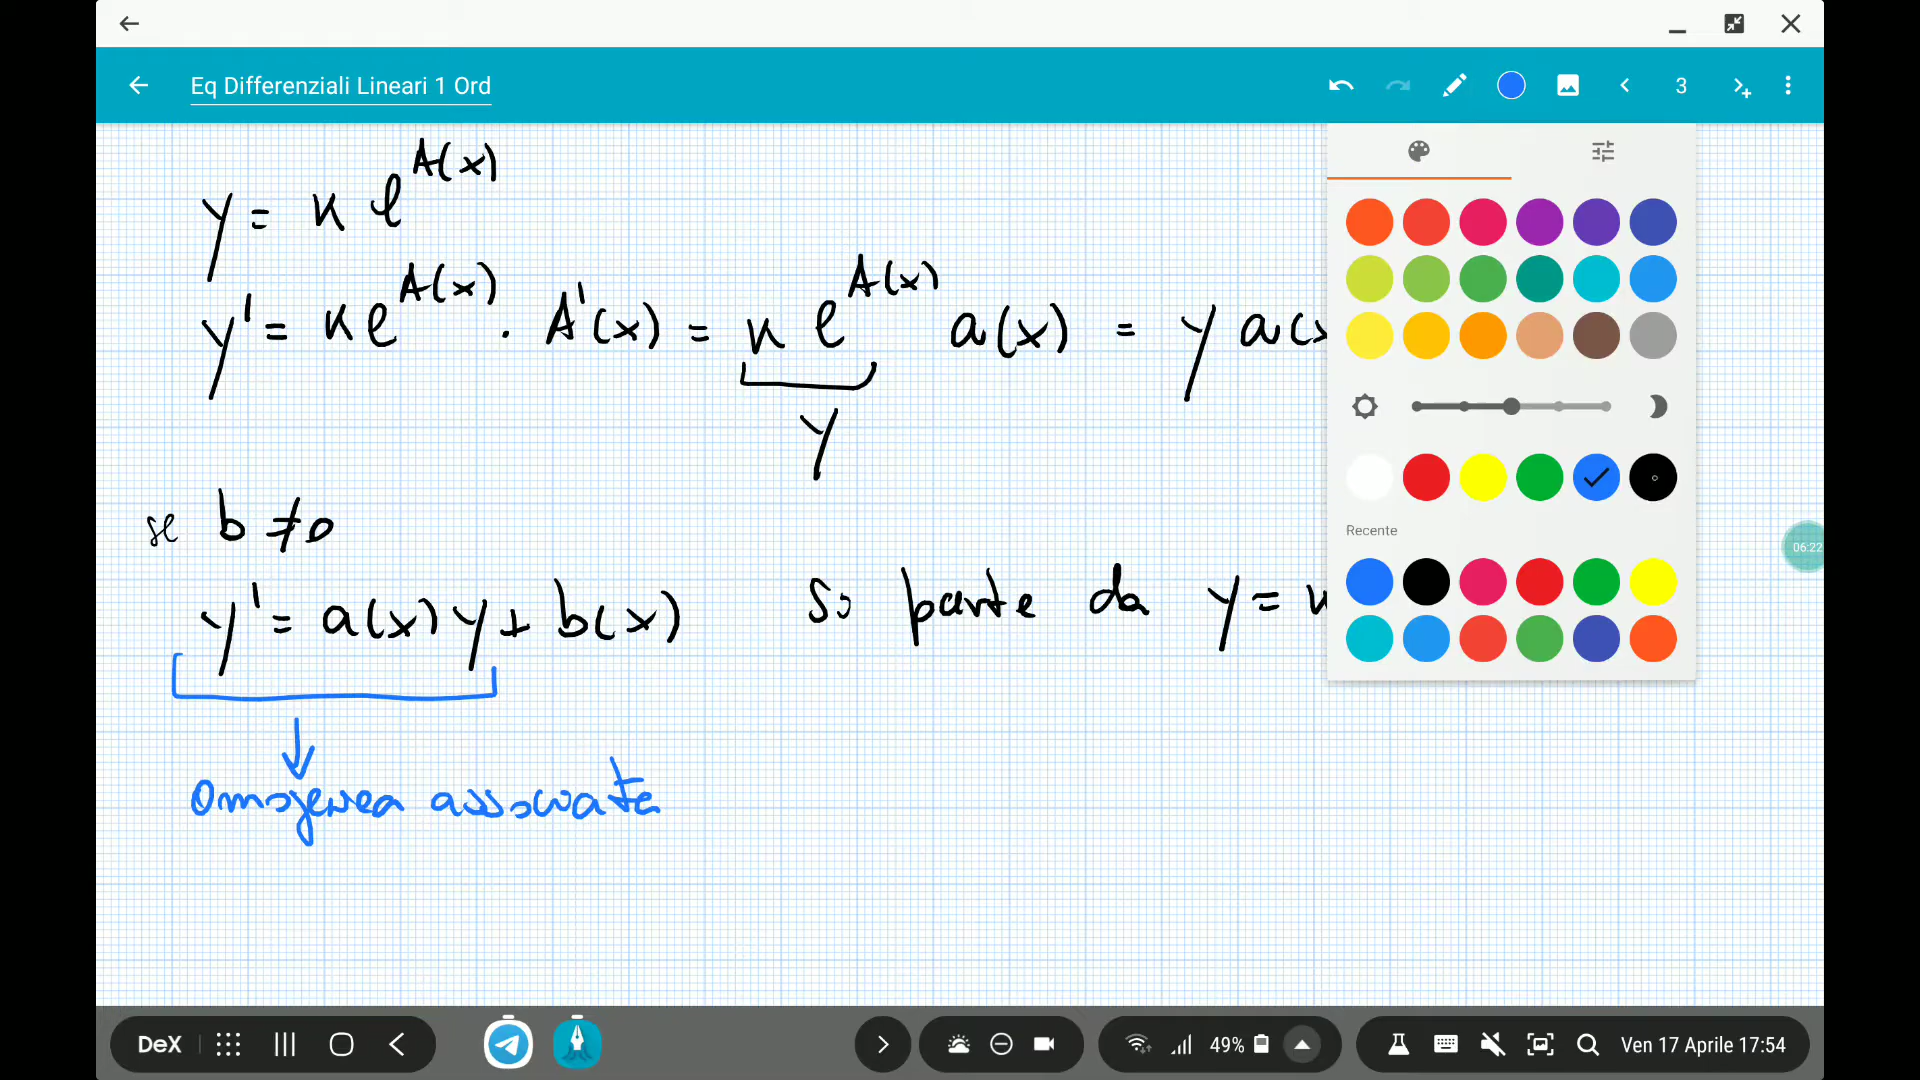 Eq Differenziali Lineari 1 Ord
3
y = k e^A(x)
y' = k e^A(x) · A'(x) = k e^A(x) a(x) = y a(x
y
se b ≠ 0
y' = a(x) y + b(x)
Si parte da y =
Omogenea associata
Recente
06:22
DeX
49%
Ven 17 Aprile 17:54